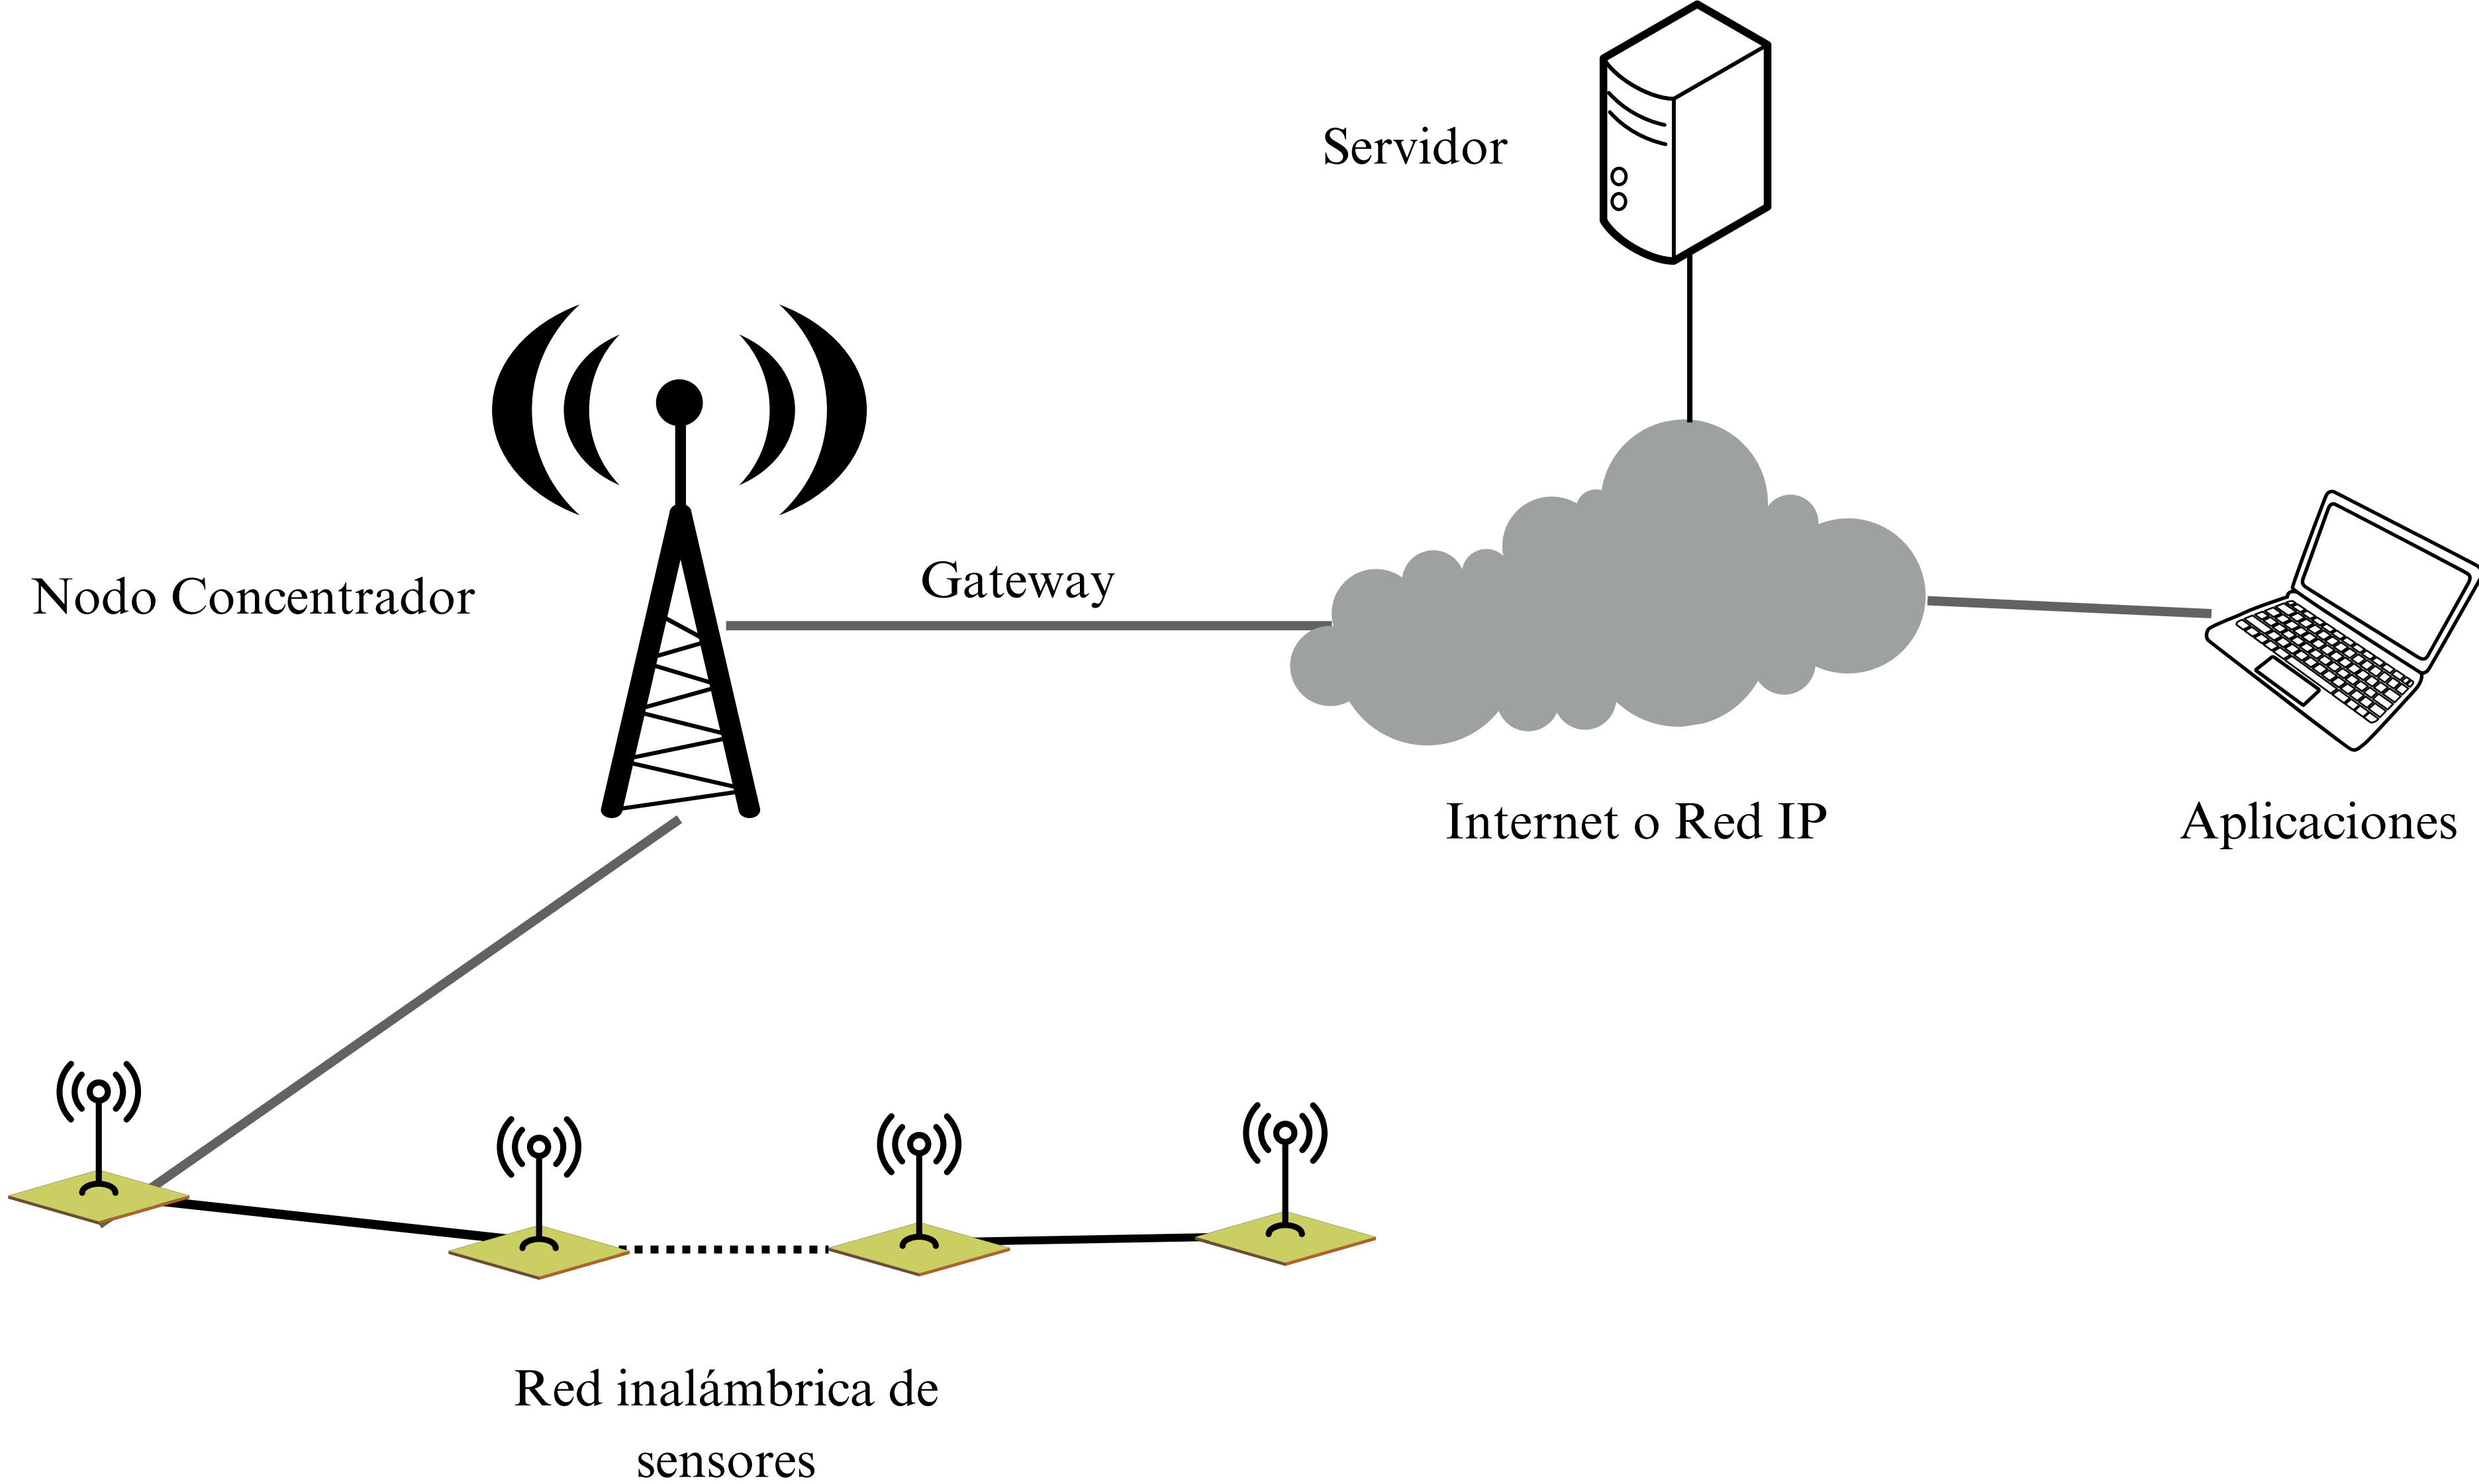 Servidor
Nodo Concentrador
Gateway
Internet o Red IP
Aplicaciones
Red inalámbrica de
sensores